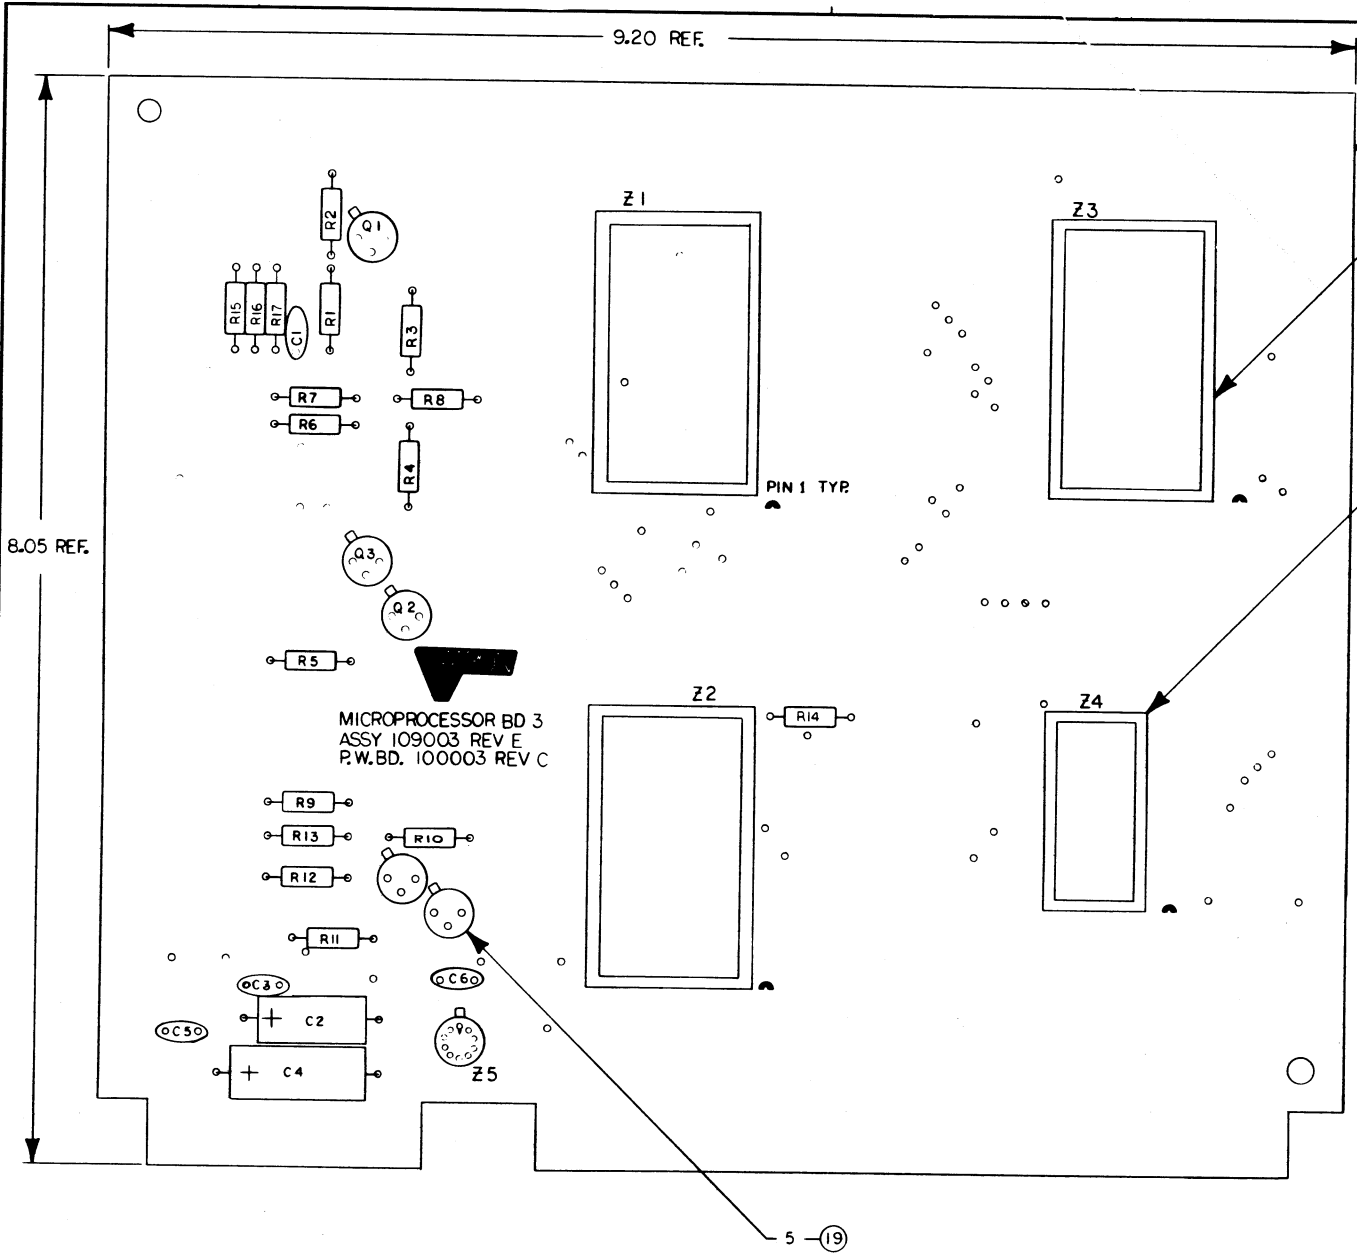 9.20 REF.
Z1
Z3
R2
Q1
R15
R16
R17
C1
R1
R3
R7
R8
R6
R4
PIN 1 TYP.
8.05 REF.
Q3
Q2
R5
Z2
Z4
R14
MICROPROCESSOR BD 3
ASSY 109003 REV E
P.W.BD. 100003 REV C
R9
R13
R10
R12
R11
C3
C6
C2
C5
C4
Z5
5 19